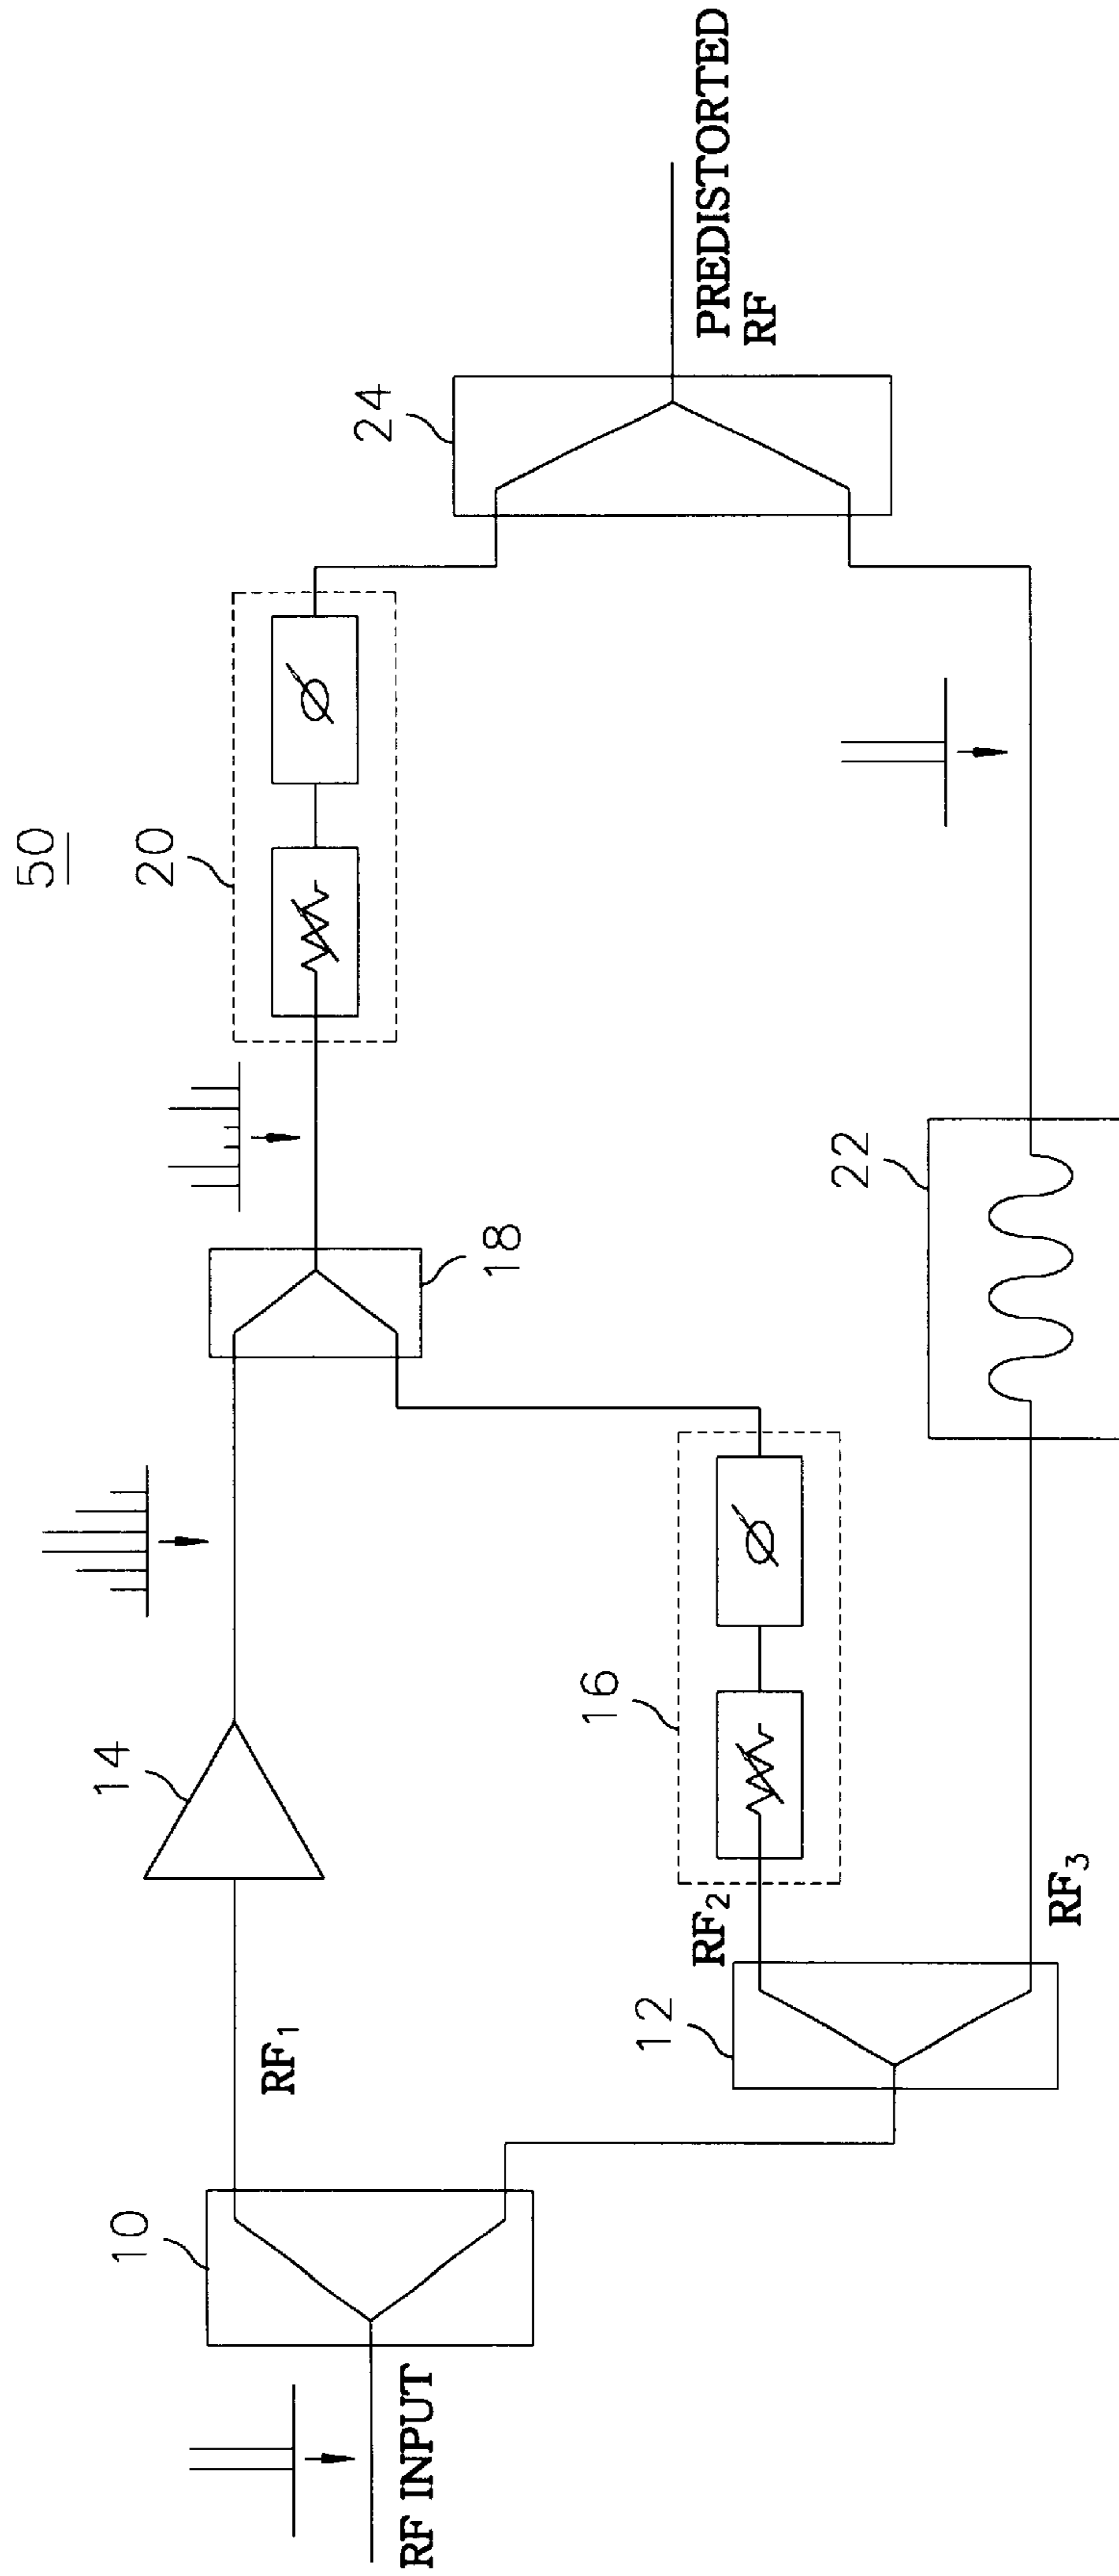 50
RF INPUT
10
RF₁
14
12
RF₂
RF₃
16
18
20
22
24
PREDISTORTED
RF